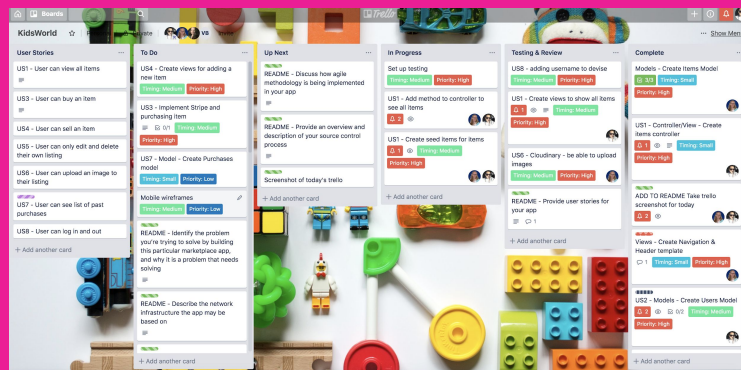 Boards
Trello
KidsWorld
Private
V8
Invite
Show Men
User Stories
US1 - User can view all items
US3 - User can buy an item
US4 - User can sell an item
US5 - User can only edit and delete
their own listing
US6 - User can upload an image to
their listing
US7 - User can see list of past
purchases
US8 - User can log in and out
+ Add another card
To Do
US4 - Create views for adding a
new item
Timing: Medium Priority: High
US3 - Implement Stripe and
purchasing item
0/1 Timing: Medium
Priority: High
US7 - Model - Create Purchases
model
Timing: Small Priority: Low
Mobile wireframes
Timing: Medium Priority: Low
README - Identify the problem
you're trying to solve by building
this particular marketplace app,
and why it is a problem that needs
solving
README - Describe the network
infrastructure the app may be
based on
+ Add another card
Up Next
README - Discuss how agile
methodology is being implemented
in your app
README - Provide an overview and
description of your source control
process
Screenshot of today's trello
+ Add another card
In Progress
Set up testing
Timing: Medium Priority: High
US1 - Add method to controller to
see all items
2
US1 - Create seed items for items
1 Timing: Medium
Priority: High
+ Add another card
Testing & Review
US8 - adding username to devise
Timing: Medium Priority: High
US1 - Create views to show all items
1 Timing: Medium
Priority: High
US6 - Cloudinary - be able to upload
images
Timing: Medium Priority: High
README - Provide user stories for
your app
1
+ Add another card
Complete
Models - Create Items Model
3/3 Timing: Small
Priority: High
US1 - Controller/View - Create
items controller
1 Timing: Small
Priority: High
ADD TO README Take trello
screenshot for today
2
Views - Create Navigation &
Header template
1 Timing: Small Priority: High
US2 - Models - Create Users Model
2 0/2 Timing: Medium
Priority: High
+ Add another card